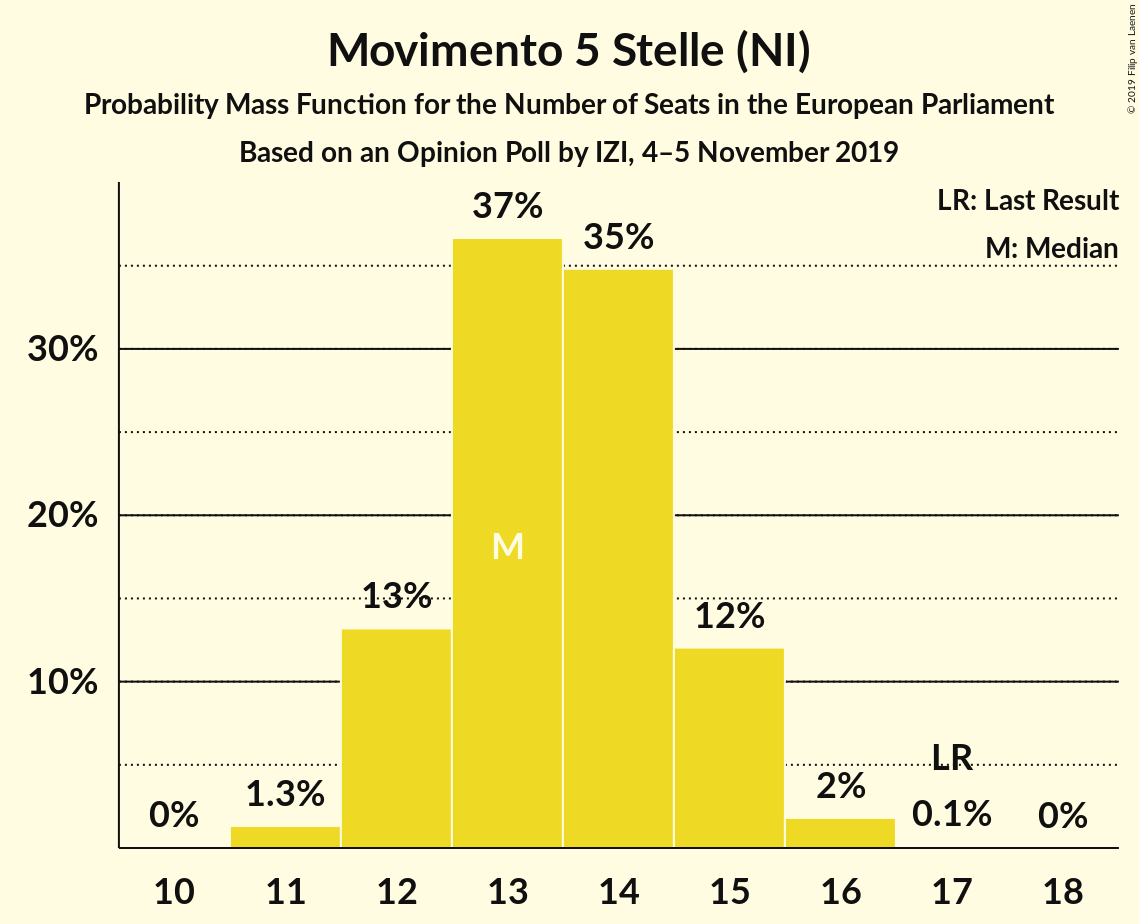 Movimento 5 Stelle (NI)
Probability Mass Function for the Number of Seats in the European Parliament
Based on an Opinion Poll by IZI, 4–5 November 2019
© 2019 Filip van Laenen
LR: Last Result
M: Median
37%
35%
30%
20%
10%
M
13%
12%
LR
0%
1.3%
2%
0.1%
0%
10 11 12 13 14 15 16 17 18